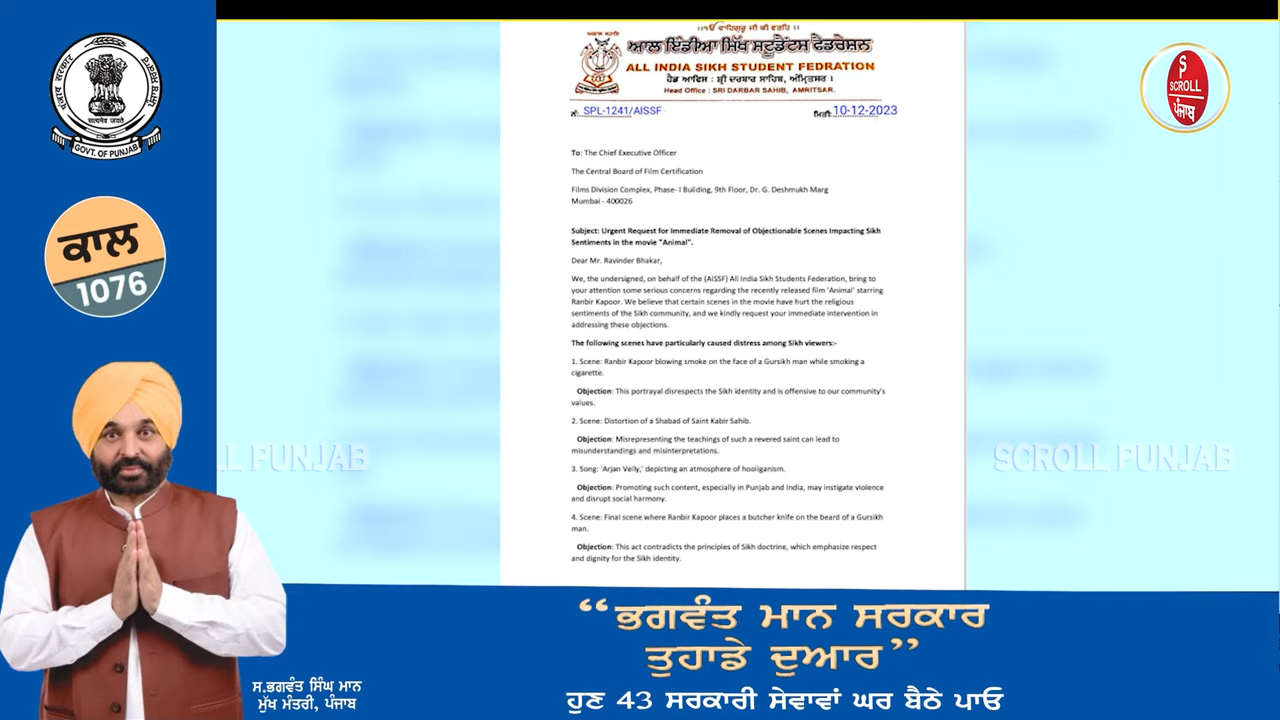 ੴ ਵਾਹਿਗੁਰੂ ਜੀ ਕੀ ਫਤਹਿ ॥
ਅਕਾਲ ਸਹਾਇ
ਆਲ ਇੰਡੀਆ ਸਿੱਖ ਸਟੂਡੈਂਟਸ ਫੈਡਰੇਸ਼ਨ
ALL INDIA SIKH STUDENT FEDRATION
ਹੈਡ ਆਫਿਸ : ਸ੍ਰੀ ਦਰਬਾਰ ਸਾਹਿਬ, ਅੰਮ੍ਰਿਤਸਰ ।
Head Office : SRI DARBAR SAHIB, AMRITSAR.
ਨੰ. SPL-1241/AISSF
ਮਿਤੀ 10-12-2023
To: The Chief Executive Officer
The Central Board of Film Certification
Films Division Complex, Phase- I Building, 9th Floor, Dr. G. Deshmukh Marg
Mumbai - 400026
Subject: Urgent Request for Immediate Removal of Objectionable Scenes Impacting Sikh
Sentiments in the movie "Animal".
Dear Mr. Ravinder Bhakar,
We, the undersigned, on behalf of the (AISSF) All India Sikh Students Federation, bring to
your attention some serious concerns regarding the recently released film 'Animal' starring
Ranbir Kapoor. We believe that certain scenes in the movie have hurt the religious
sentiments of the Sikh community, and we kindly request your immediate intervention in
addressing these objections.
The following scenes have particularly caused distress among Sikh viewers:-
1. Scene: Ranbir Kapoor blowing smoke on the face of a Gursikh man while smoking a
cigarette.
Objection: This portrayal disrespects the Sikh identity and is offensive to our community's
values.
2. Scene: Distortion of a Shabad of Saint Kabir Sahib.
Objection: Misrepresenting the teachings of such a revered saint can lead to
misunderstandings and misinterpretations.
3. Song: 'Arjan Velly,' depicting an atmosphere of hooliganism.
Objection: Promoting such content, especially in Punjab and India, may instigate violence
and disrupt social harmony.
4. Scene: Final scene where Ranbir Kapoor places a butcher knife on the beard of a Gursikh
man.
Objection: This act contradicts the principles of Sikh doctrine, which emphasize respect
and dignity for the Sikh identity.
ਪੰਜਾਬ ਸਰਕਾਰ
Govt of Punjab
सत्यमेव जयते
GOVT. OF PUNJAB
ਕਾਲ
1076
S
SCROLL
ਪੰਜਾਬ
LL PUNJAB
SCROLL PUNJAB
“ਭਗਵੰਤ ਮਾਨ ਸਰਕਾਰ
ਤੁਹਾਡੇ ਦੁਆਰ”
ਹੁਣ 43 ਸਰਕਾਰੀ ਸੇਵਾਵਾਂ ਘਰ ਬੈਠੇ ਪਾਓ
ਸ.ਭਗਵੰਤ ਸਿੰਘ ਮਾਨ
ਮੁੱਖ ਮੰਤਰੀ, ਪੰਜਾਬ